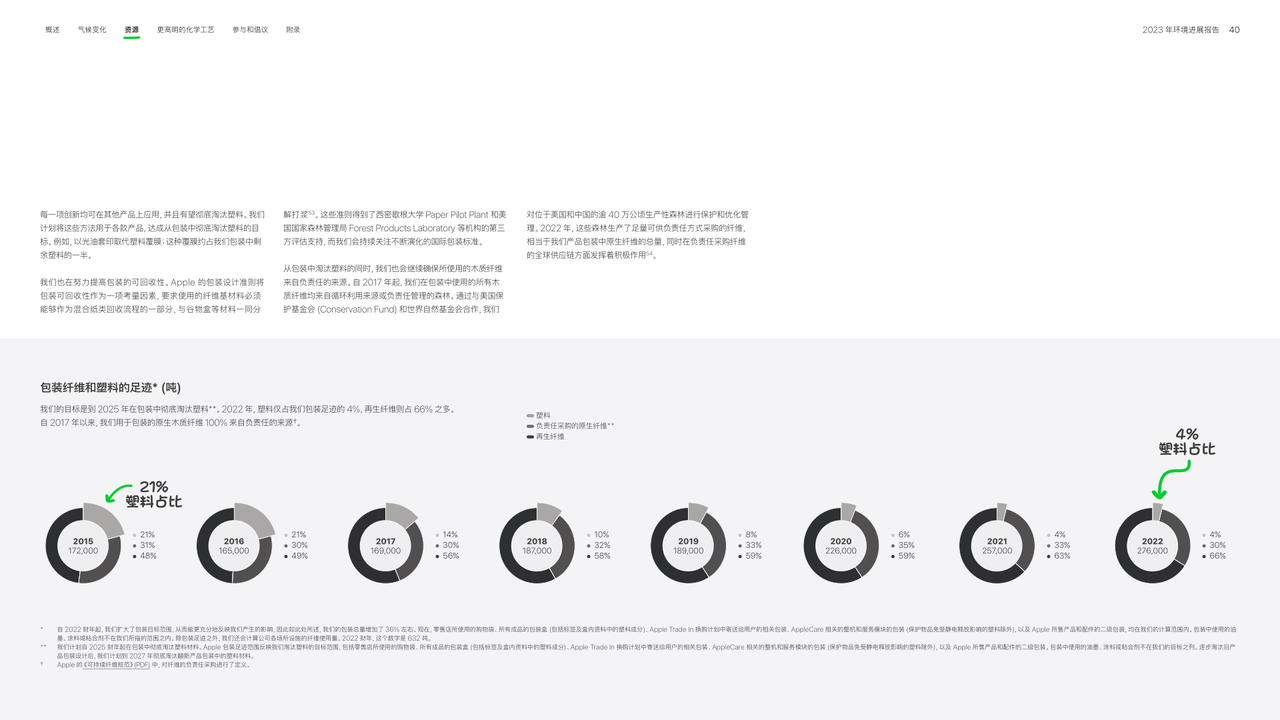 概述 气候变化 资源 更高明的化学工艺 参与和倡议 附录
2023 年环境进展报告 40
每一项创新均可在其他产品上应用, 并且有望彻底淘汰塑料。我们
计划将这些方法用于各款产品, 达成从包装中彻底淘汰塑料的目
标。例如, 以光油套印取代塑料覆膜；这种覆膜约占我们包装中剩
余塑料的一半。
我们也在努力提高包装的可回收性。Apple 的包装设计准则将
包装可回收性作为一项考量因素, 要求使用的纤维基材料必须
能够作为混合纸类回收流程的一部分, 与谷物盒等材料一同分
解打浆53。这些准则得到了西密歇根大学 Paper Pilot Plant 和美
国国家森林管理局 Forest Products Laboratory 等机构的第三
方评估支持, 而我们会持续关注不断演化的国际包装标准。
从包装中淘汰塑料的同时, 我们也会继续确保所使用的木质纤维
来自负责任的来源。自 2017 年起, 我们在包装中使用的所有木
质纤维均来自循环利用来源或负责任管理的森林。通过与美国保
护基金会 (Conservation Fund) 和世界自然基金会合作, 我们
对位于美国和中国的逾 40 万公顷生产性森林进行保护和优化管
理。2022 年, 这些森林生产了足量可供负责任方式采购的纤维,
相当于我们产品包装中原生纤维的总量, 同时在负责任采购纤维
的全球供应链方面发挥着积极作用54。
包装纤维和塑料的足迹* (吨)
我们的目标是到 2025 年在包装中彻底淘汰塑料**。2022 年, 塑料仅占我们包装足迹的 4%, 再生纤维则占 66% 之多。
自 2017 年以来, 我们用于包装的原生木质纤维 100% 来自负责任的来源†。
塑料
负责任采购的原生纤维**
再生纤维
21%
塑料占比
4%
塑料占比
2015
172,000
21%
31%
48%
2016
165,000
21%
30%
49%
2017
169,000
14%
30%
56%
2018
187,000
10%
32%
58%
2019
189,000
8%
33%
59%
2020
226,000
6%
35%
59%
2021
257,000
4%
33%
63%
2022
276,000
4%
30%
66%
* 自 2022 财年起, 我们扩大了包装目标范围, 从而能更充分地反映我们产生的影响, 因此如此处所述, 我们的包装总量增加了 36% 左右。现在, 零售店所使用的购物袋、所有成品的包装盒 (包括标签及盒内资料中的塑料成分)、Apple Trade In 换购计划中寄送给用户的相关包装、AppleCare 相关的整机和服务模块的包装 (保护物品免受静电释放影响的塑料除外), 以及 Apple 所售产品和配件的二级包装, 均在我们的计算范围内。包装中使用的油
墨、涂料或粘合剂不在我们所指的范围之内。除包装足迹之外, 我们还会计算公司各场所设施的纤维使用量。2022 财年, 这个数字是 632 吨。
** 我们计划自 2025 财年起在包装中彻底淘汰塑料材料。Apple 包装足迹范围反映我们淘汰塑料的目标范围, 包括零售店所使用的购物袋、所有成品的包装盒 (包括标签及盒内资料中的塑料成分)、Apple Trade In 换购计划中寄送给用户的相关包装、AppleCare 相关的整机和服务模块的包装 (保护物品免受静电释放影响的塑料除外), 以及 Apple 所售产品和配件的二级包装。包装中使用的油墨、涂料或粘合剂不在我们的目标之列。逐步淘汰旧产
品包装设计后, 我们计划到 2027 年彻底淘汰翻新产品包装中的塑料材料。
† Apple 的《可持续纤维规范》(PDF) 中, 对纤维的负责任采购进行了定义。